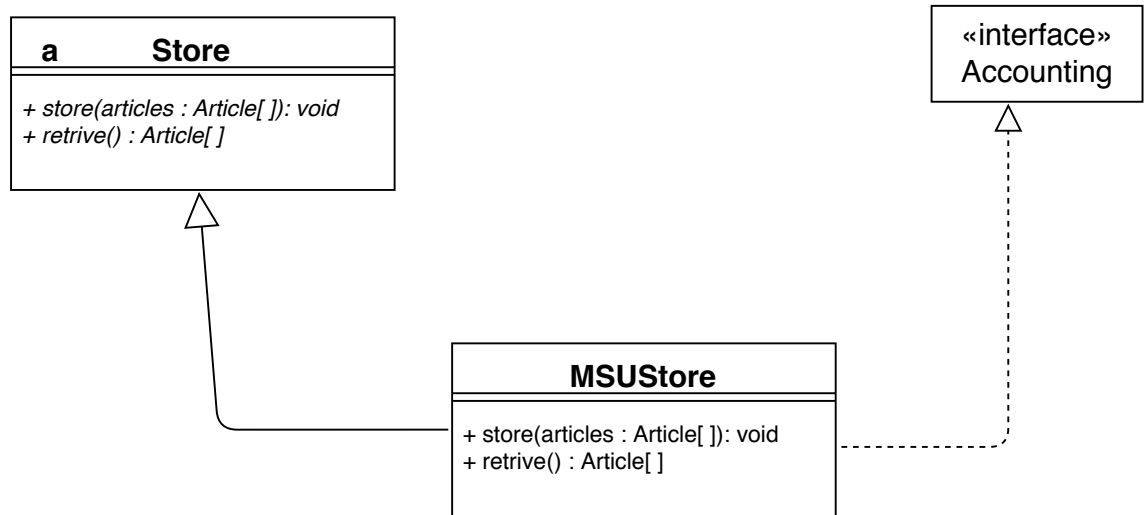 a Store
+ store(articles : Article[ ]): void
+ retrive() : Article[ ]
«interface»
Accounting
MSUStore
+ store(articles : Article[ ]): void
+ retrive() : Article[ ]